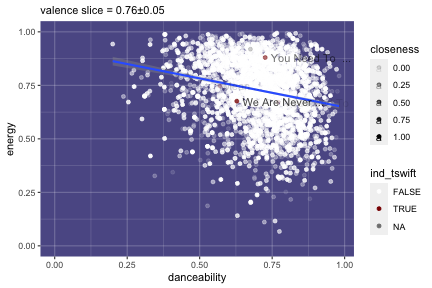 valence slice = 0.76±0.05
1.00
0.75
0.50
0.25
0.00
energy
You Need To
We Are Never
0.00
0.25
0.50
0.75
1.00
danceability
closeness
0.00
0.25
0.50
0.75
1.00
ind_tswift
FALSE
TRUE
NA